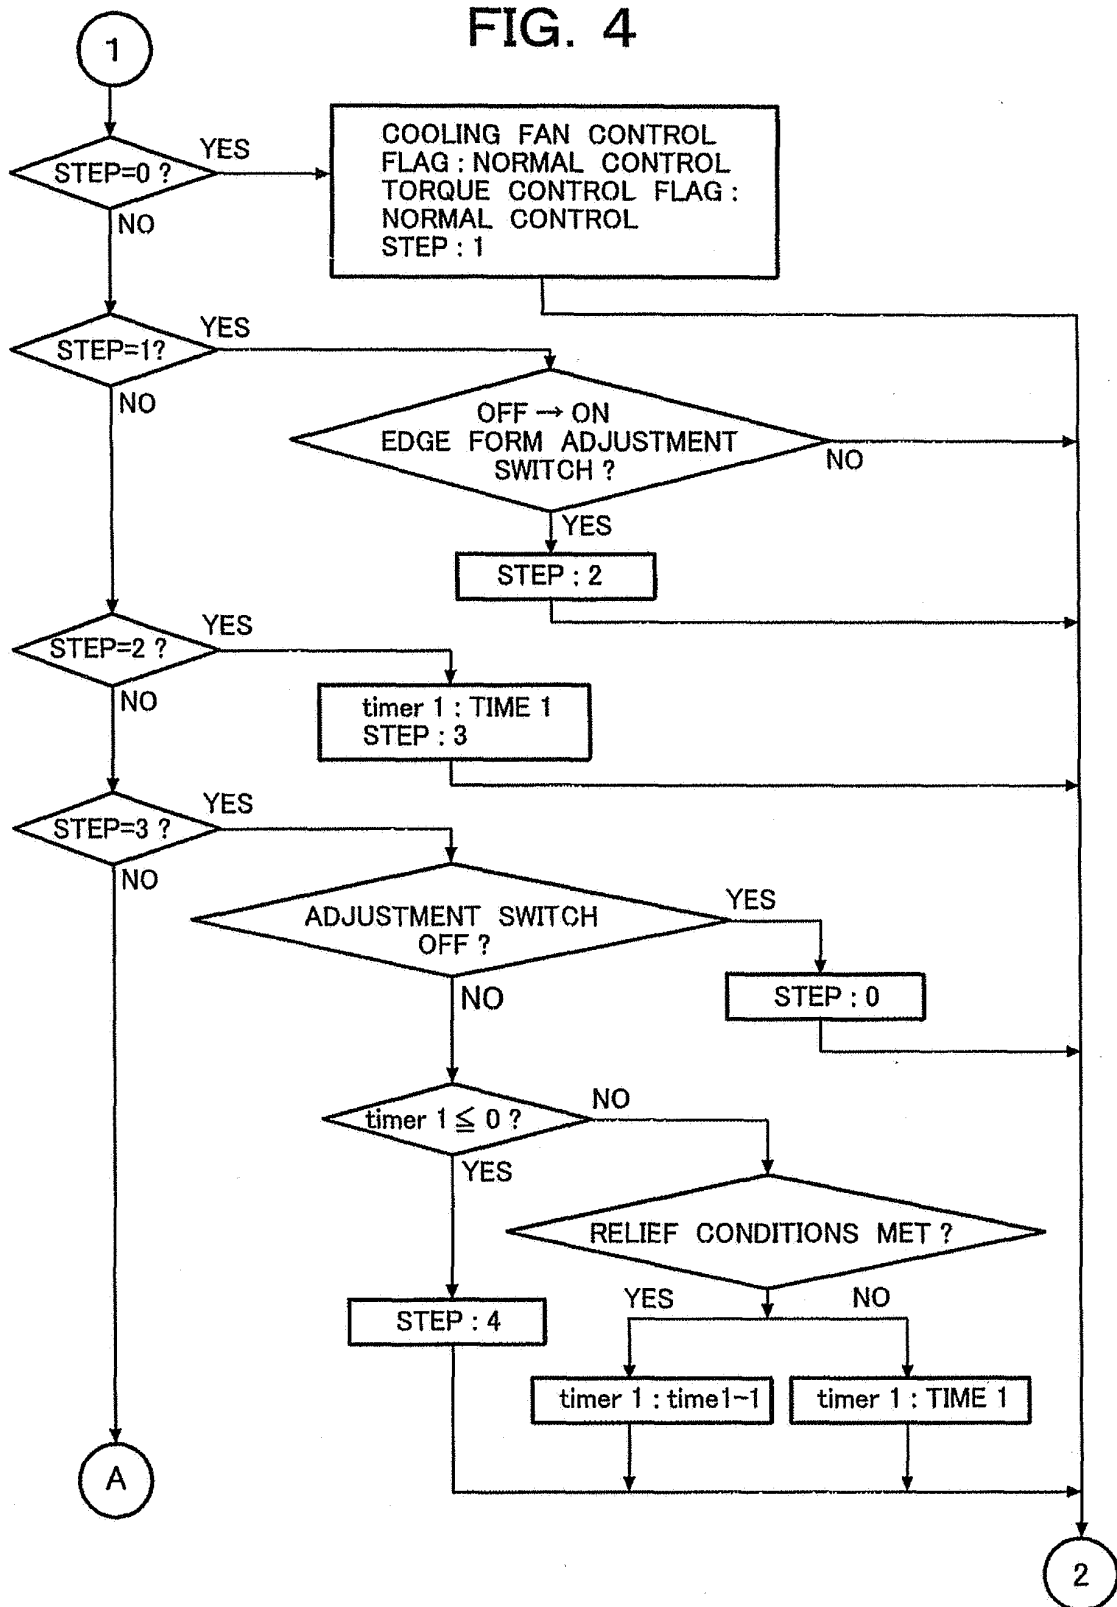 FIG. 4
1
STEP=0 ?
YES
NO
COOLING FAN CONTROL
FLAG : NORMAL CONTROL
TORQUE CONTROL FLAG :
NORMAL CONTROL
STEP : 1
STEP=1?
YES
NO
OFF → ON
EDGE FORM ADJUSTMENT
SWITCH ?
NO
YES
STEP : 2
STEP=2 ?
YES
NO
timer 1 : TIME 1
STEP : 3
STEP=3 ?
YES
NO
ADJUSTMENT SWITCH
OFF ?
YES
NO
STEP : 0
timer 1 ≦ 0 ?
NO
YES
RELIEF CONDITIONS MET ?
YES
NO
STEP : 4
timer 1 : time1-1
timer 1 : TIME 1
A
2